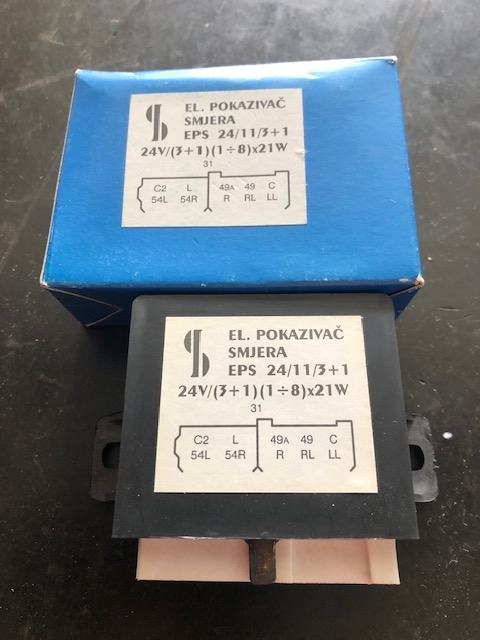 EL. POKAZIVAČ
SMJERA
EPS 24/11/3+1
24V/(3+1)(1÷8)x21W
31
C2 L 49A 49 C
54L 54R R RL LL
EL. POKAZIVAČ
SMJERA
EPS 24/11/3+1
24V/(3+1)(1÷8)x21W
31
C2 L 49A 49 C
54L 54R R RL LL